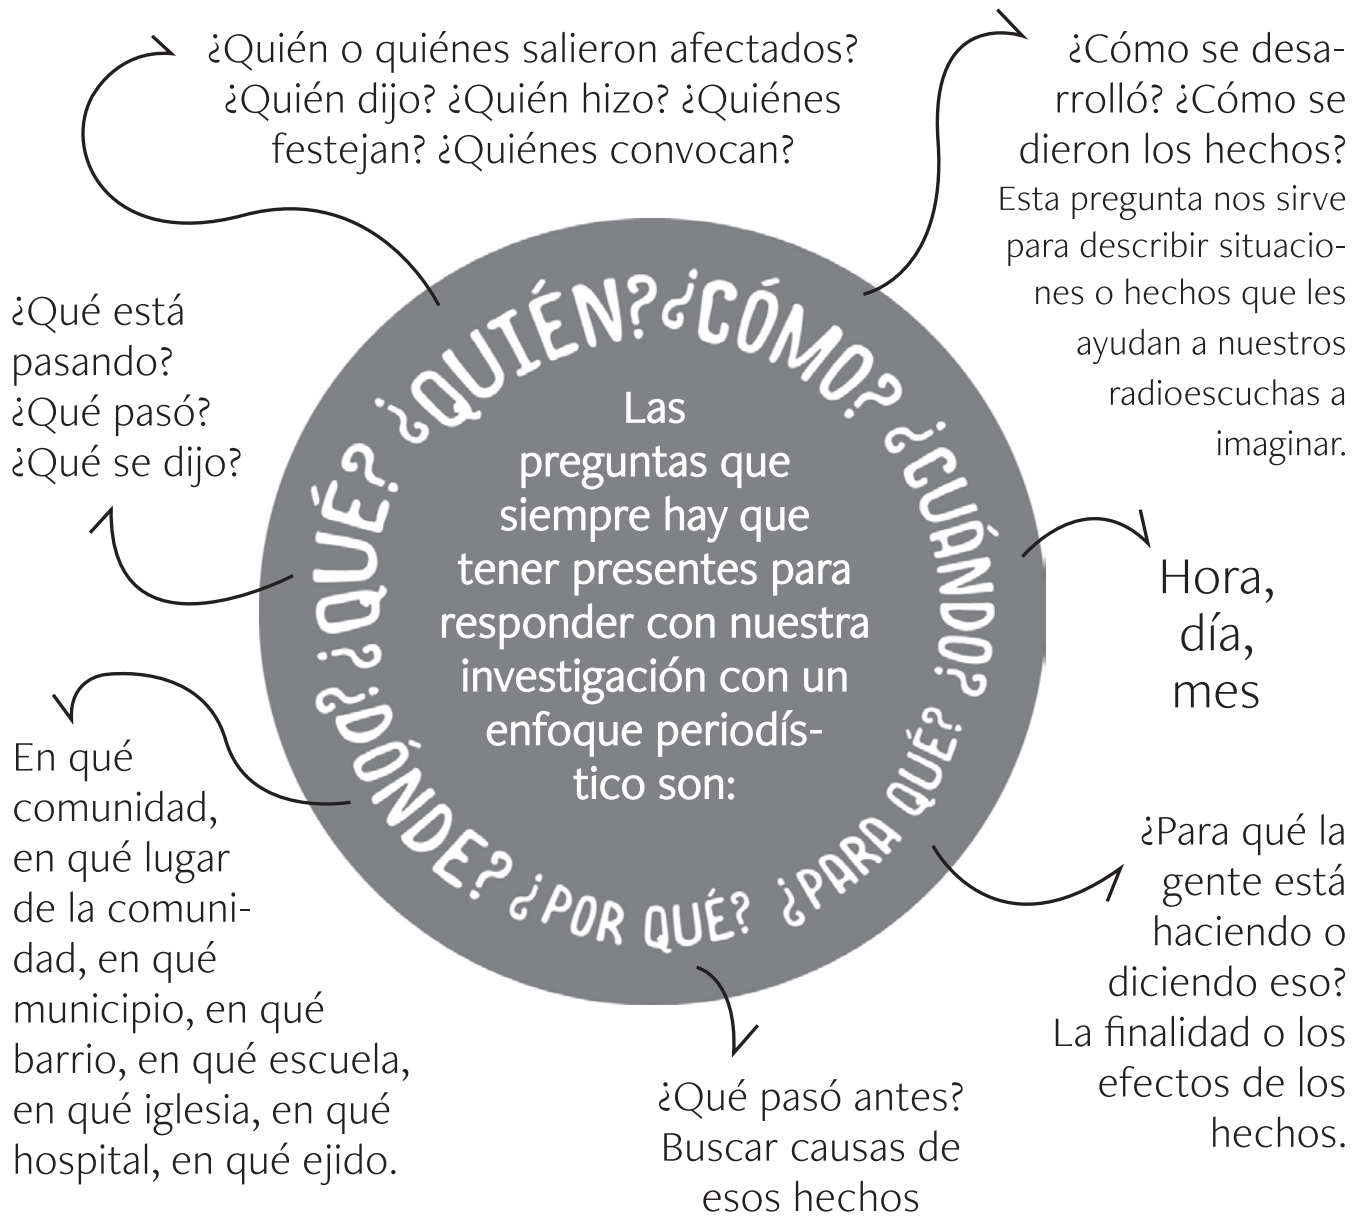 ¿Quién o quiénes salieron afectados?
¿Quién dijo? ¿Quién hizo? ¿Quiénes
festejan? ¿Quiénes convocan?
¿Cómo se desa-
rrolló? ¿Cómo se
dieron los hechos?
Esta pregunta nos sirve
para describir situacio-
nes o hechos que les
ayudan a nuestros
radioescuchas a
imaginar.
¿Qué está
pasando?
¿Qué pasó?
¿Qué se dijo?
¿QUÉ?
¿QUIÉN?
¿CÓMO?
¿CUÁNDO?
¿PARA QUÉ?
¿POR QUÉ?
¿DÓNDE?
Las
preguntas que
siempre hay que
tener presentes para
responder con nuestra
investigación con un
enfoque periodís-
tico son:
Hora,
día,
mes
En qué
comunidad,
en qué lugar
de la comuni-
dad, en qué
municipio, en qué
barrio, en qué escuela,
en qué iglesia, en qué
hospital, en qué ejido.
¿Para qué la
gente está
haciendo o
diciendo eso?
La finalidad o los
efectos de los
hechos.
¿Qué pasó antes?
Buscar causas de
esos hechos